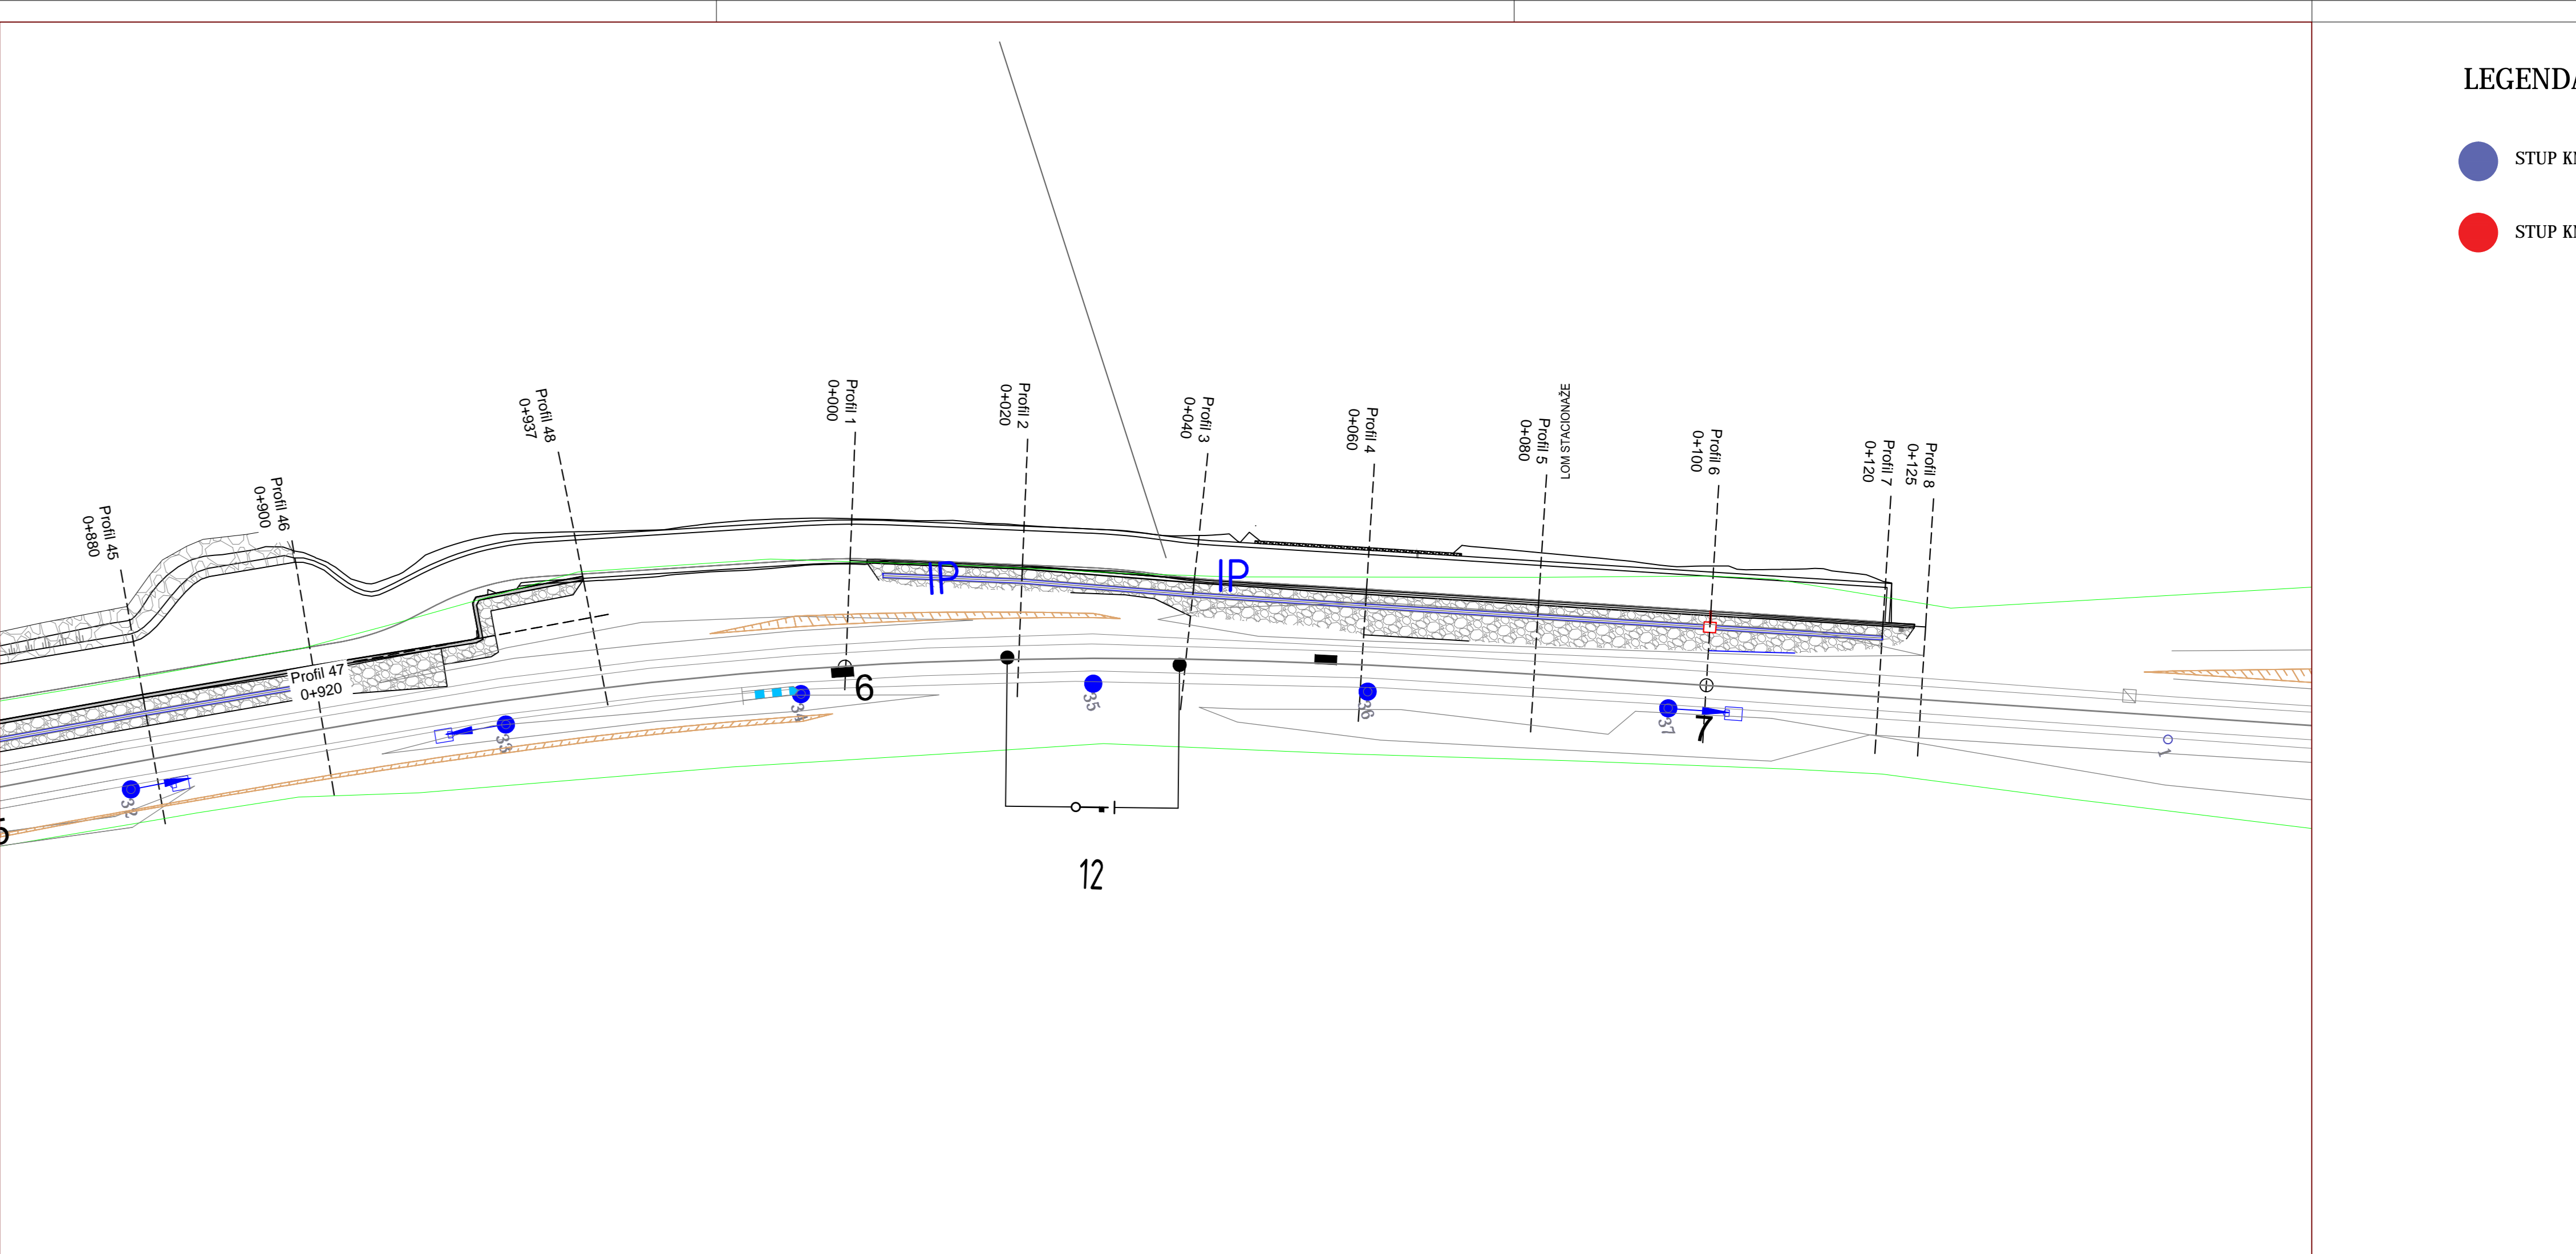 LEGENDA
STUP
STUP
Profil 45
0+880
Profil 46
0+900
Profil 47
0+920
Profil 48
0+937
Profil 1
0+000
Profil 2
0+020
Profil 3
0+040
Profil 4
0+060
Profil 5
0+080
LOM STACIONAŽE
Profil 6
0+100
Profil 7
0+120
Profil 8
0+125
IP
IP
5
6
7
32
33
34
35
36
37
1
12